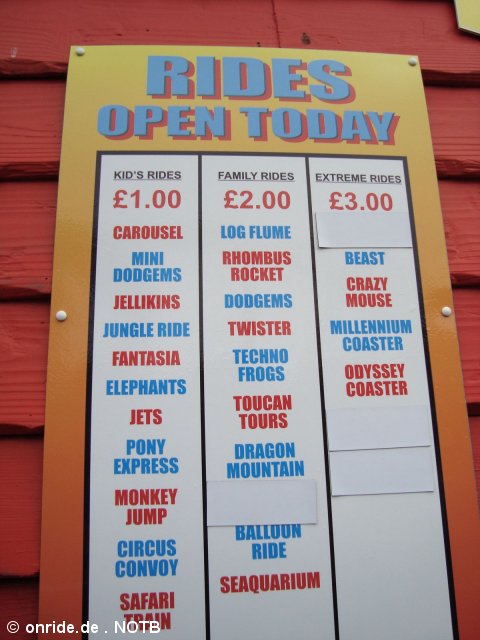 RIDES
OPEN TODAY
KID'S RIDES
£1.00
CAROUSEL
MINI
DODGEMS
JELLIKINS
JUNGLE RIDE
FANTASIA
ELEPHANTS
JETS
PONY
EXPRESS
MONKEY
JUMP
CIRCUS
CONVOY
SAFARI
TRAIN
FAMILY RIDES
£2.00
LOG FLUME
RHOMBUS
ROCKET
DODGEMS
TWISTER
TECHNO
FROGS
TOUCAN
TOURS
DRAGON
MOUNTAIN
BALLOON
RIDE
SEAQUARIUM
EXTREME RIDES
£3.00
BEAST
CRAZY
MOUSE
MILLENNIUM
COASTER
ODYSSEY
COASTER
© onride.de . NOTB